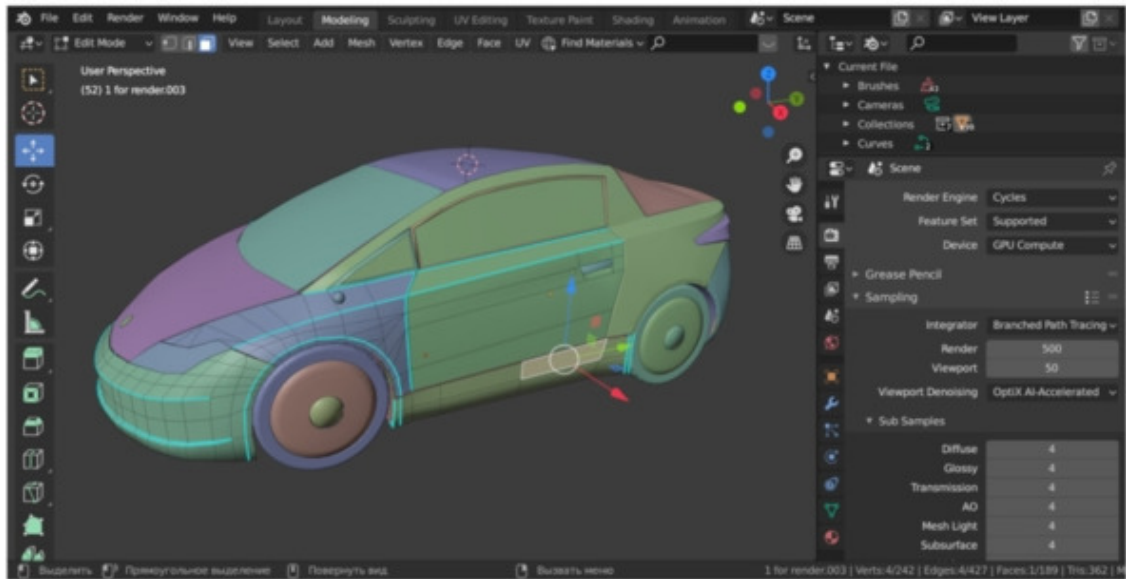 File Edit Render Window Help Layout Modeling Sculpting UV Editing Texture Paint Shading Animation Scene View Layer
Edit Mode View Select Add Mesh Vertex Edge Face UV Find Materials
User Perspective
(52) 1 for render.003
Z
Y
X
Current File
Brushes
Cameras
Collections
Curves 2
Scene
Render Engine Cycles
Feature Set Supported
Device GPU Compute
Grease Pencil
Sampling
Integrator Branched Path Tracing
Render 500
Viewport 50
Viewport Denoising OptiX AI-Accelerated
Sub Samples
Diffuse 4
Glossy 4
Transmission 4
AO 4
Mesh Light 4
Subsurface 4
Выделить Прямоугольное выделение Повернуть вид Вызвать меню 1 for render.003 | Verts:4/242 | Edges:4/427 | Faces:1/189 | Tris:362 | M